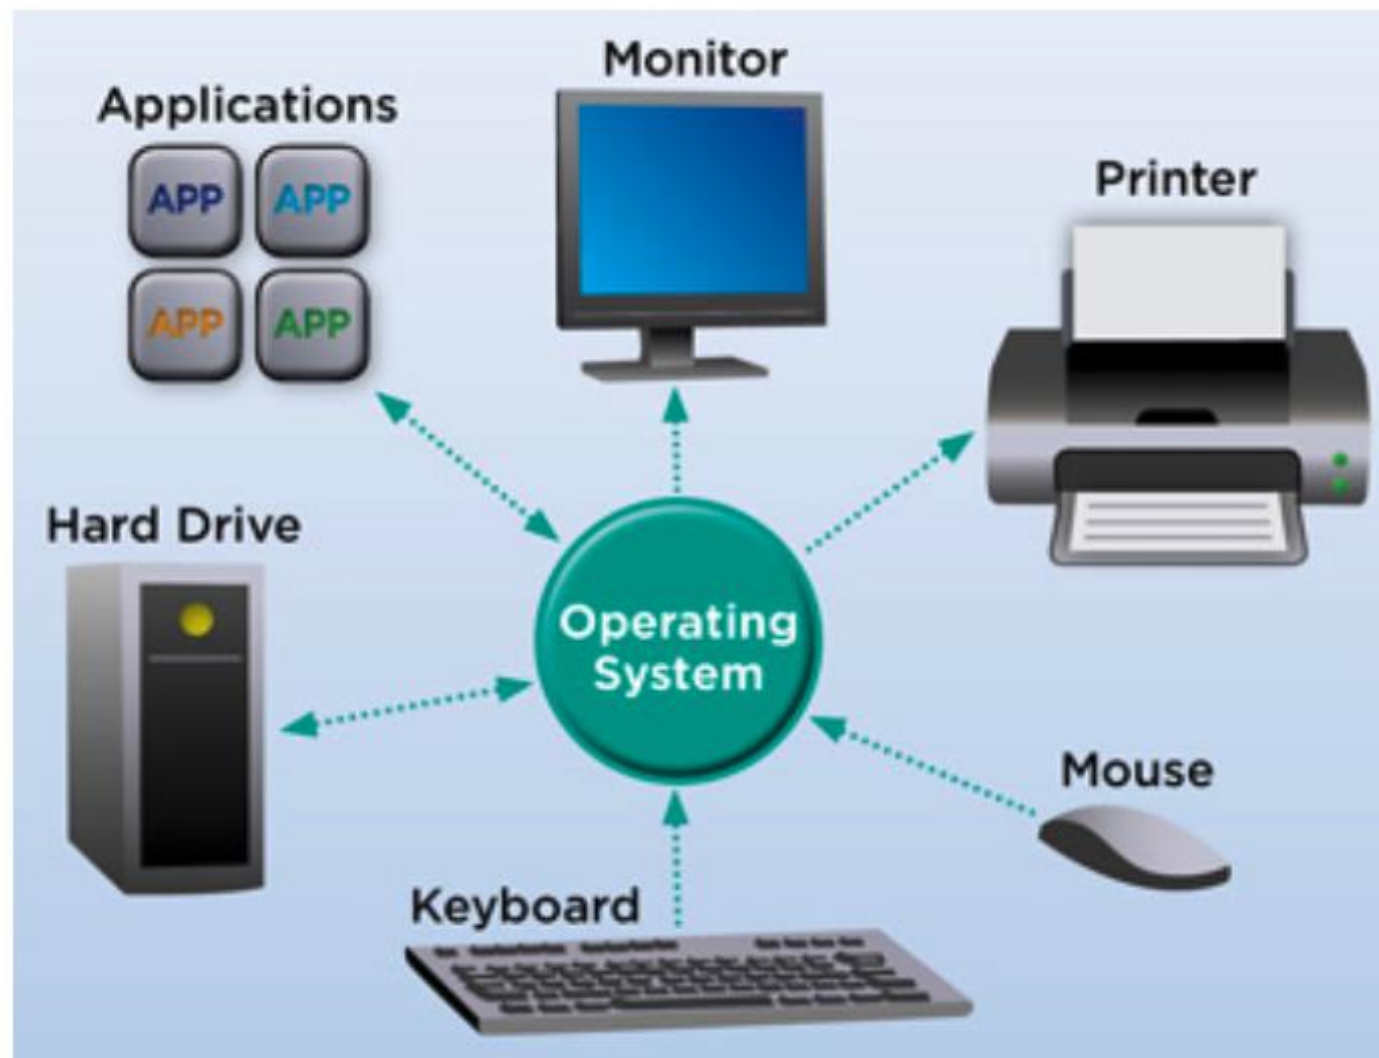 Monitor
Applications
APP APP
APP APP
Printer
Hard Drive
Operating
System
Mouse
Keyboard